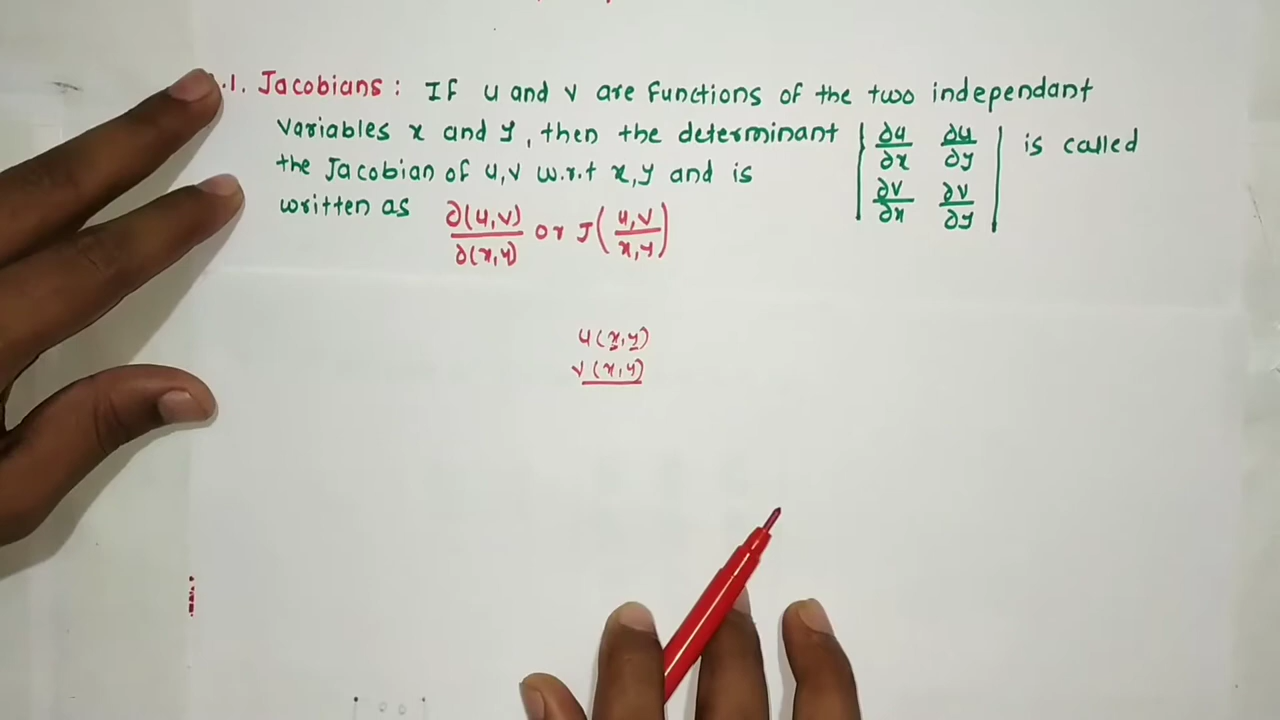 .1. Jacobians: If u and v are functions of the two independant
variables x and y, then the determinant | ∂u/∂x ∂u/∂y | is called
| ∂v/∂x ∂v/∂y |
the Jacobian of u,v w.r.t x,y and is
written as ∂(u,v)/∂(x,y) or J(u,v/x,y)
u(x,y)
v(x,y)